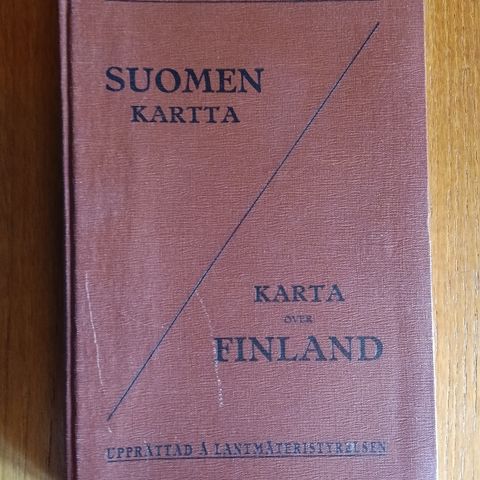 SUOMEN
KARTTA
KARTA
ÖVER
FINLAND
UPPRÄTTAD Å LANTMÄTERISTYRELSEN